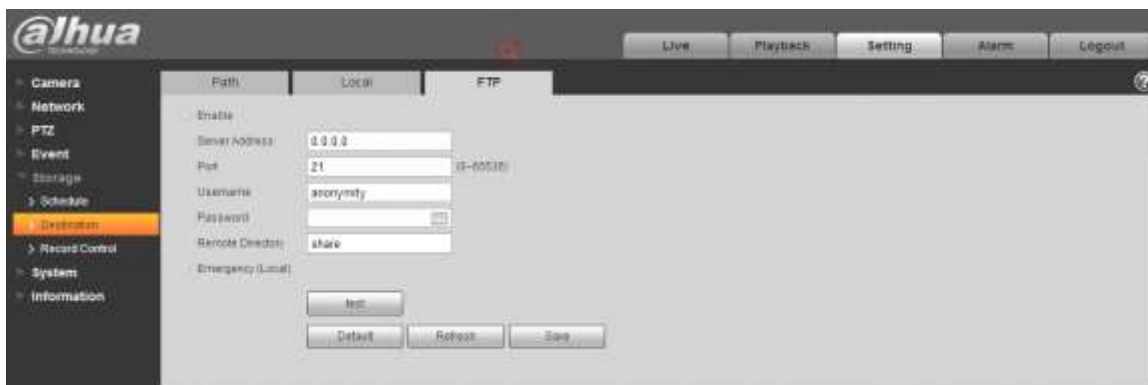 alhua
TECHNOLOGY
Live Playback Setting Alarm Logout
Camera
Network
PTZ
Event
Storage
Schedule
Destination
Record Control
System
Information
Path Local FTP
Enable
Server Address 0.0.0.0
Port 21 (0~65535)
Username anonymity
Password
Remote Directory share
Emergency (Local)
test
Default Refresh Save